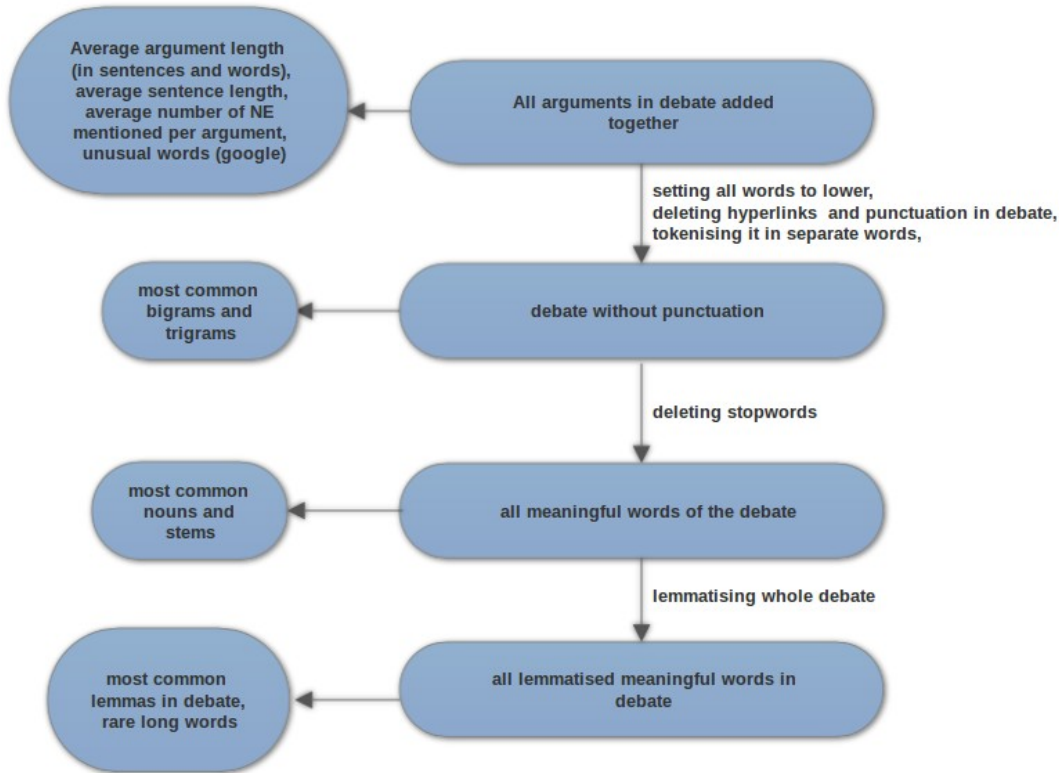 Average argument length
(in sentences and words),
average sentence length,
average number of NE
mentioned per argument,
unusual words (google)
All arguments in debate added
together
setting all words to lower,
deleting hyperlinks and punctuation in debate,
tokenising it in separate words,
most common
bigrams and
trigrams
debate without punctuation
deleting stopwords
most common
nouns and
stems
all meaningful words of the debate
lemmatising whole debate
most common
lemmas in debate,
rare long words
all lemmatised meaningful words in
debate